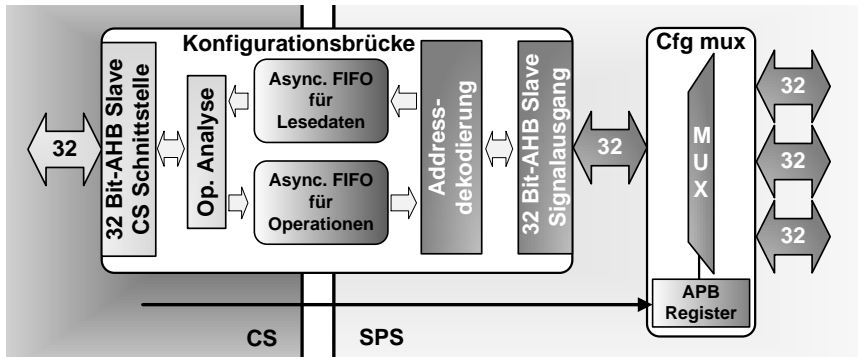 Konfigurationsbrücke
Cfg mux
32
32 Bit-AHB Slave
CS Schnittstelle
Op. Analyse
Async. FIFO
für
Lesedaten
Async. FIFO
für
Operationen
Address-
dekodierung
32 Bit-AHB Slave
Signalausgang
32
MUX
32
32
32
APB
Register
CS
SPS